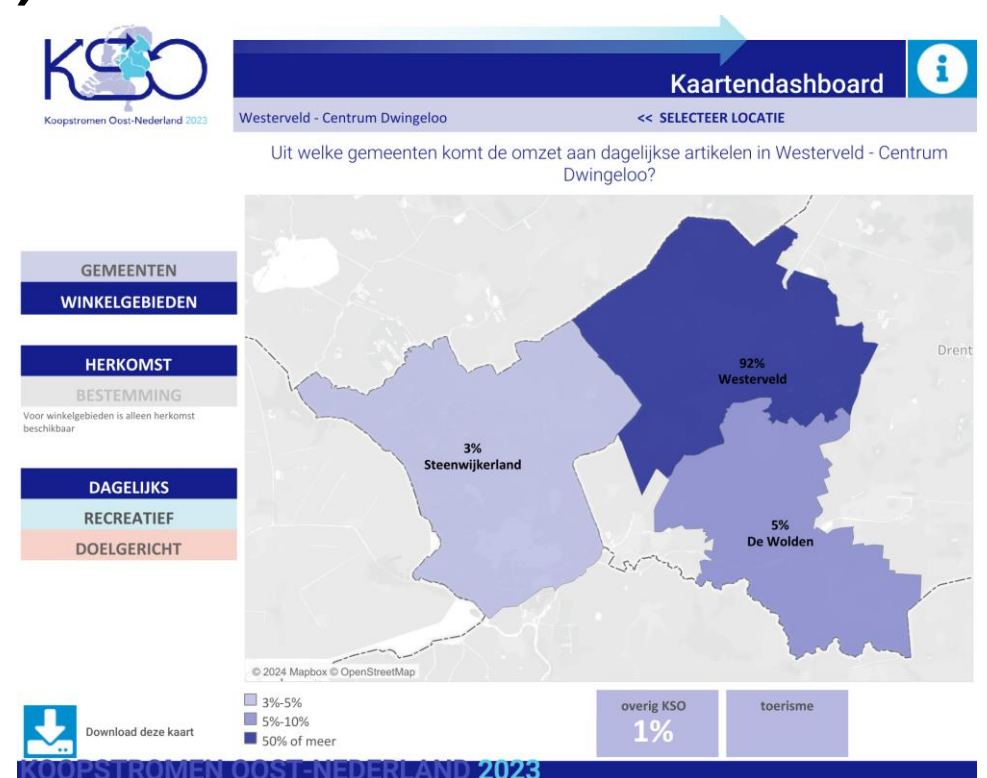 KSO
Koopstromen Oost-Nederland 2023
Kaartendashboard
i
Westerveld - Centrum Dwingeloo
<< SELECTEER LOCATIE
Uit welke gemeenten komt de omzet aan dagelijkse artikelen in Westerveld - Centrum
Dwingeloo?
GEMEENTEN
WINKELGEBIEDEN
HERKOMST
BESTEMMING
Voor winkelgebieden is alleen herkomst
beschikbaar
DAGELIJKS
RECREATIEF
DOELGERICHT
92%
Westerveld
Drent
3%
Steenwijkerland
5%
De Wolden
© 2024 Mapbox © OpenStreetMap
3%-5%
5%-10%
50% of meer
overig KSO
1%
toerisme
Download deze kaart
KOOPSTROMEN OOST-NEDERLAND 2023